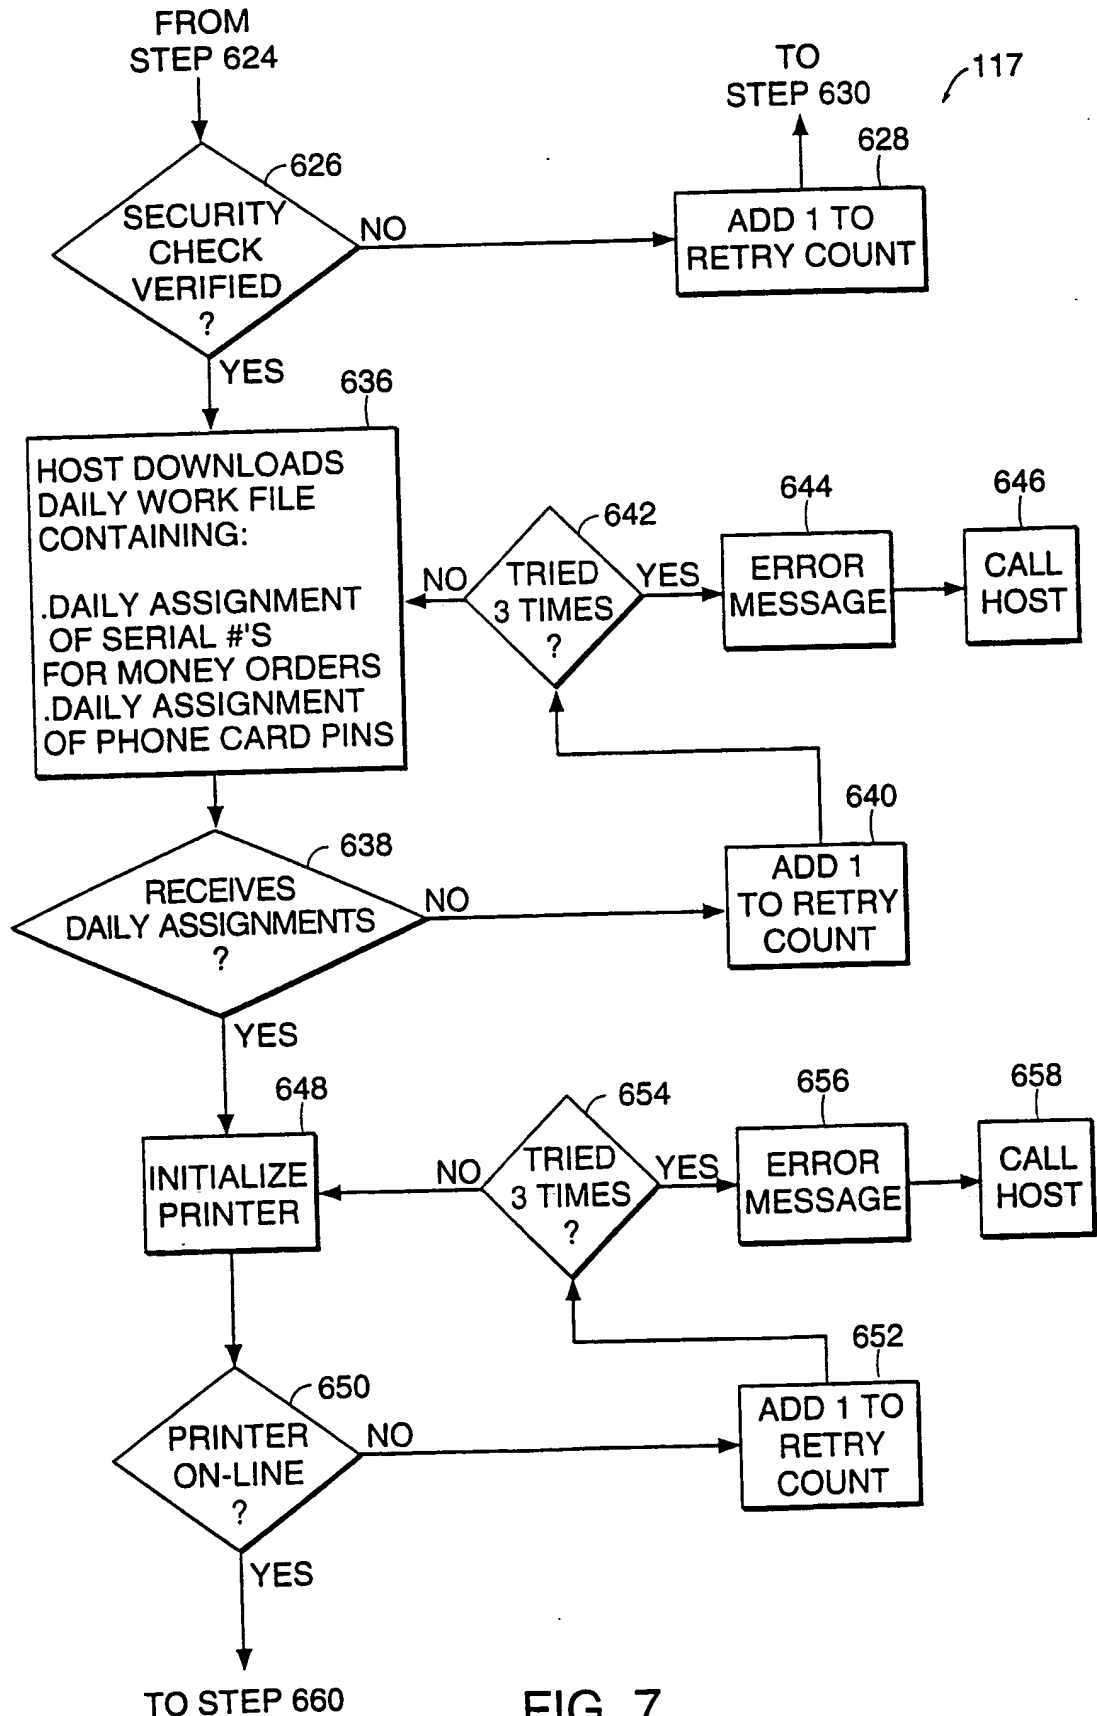 FROM
STEP 624
TO
STEP 630
117
626
628
SECURITY
CHECK
VERIFIED
?
NO
ADD 1 TO
RETRY COUNT
YES
636
HOST DOWNLOADS
DAILY WORK FILE
CONTAINING:
.DAILY ASSIGNMENT
OF SERIAL #'S
FOR MONEY ORDERS
.DAILY ASSIGNMENT
OF PHONE CARD PINS
642
TRIED
3 TIMES
?
NO
YES
644
ERROR
MESSAGE
646
CALL
HOST
638
RECEIVES
DAILY ASSIGNMENTS
?
NO
640
ADD 1
TO RETRY
COUNT
YES
648
INITIALIZE
PRINTER
654
TRIED
3 TIMES
?
NO
YES
656
ERROR
MESSAGE
658
CALL
HOST
650
PRINTER
ON-LINE
?
NO
652
ADD 1 TO
RETRY
COUNT
YES
TO STEP 660
FIG. 7